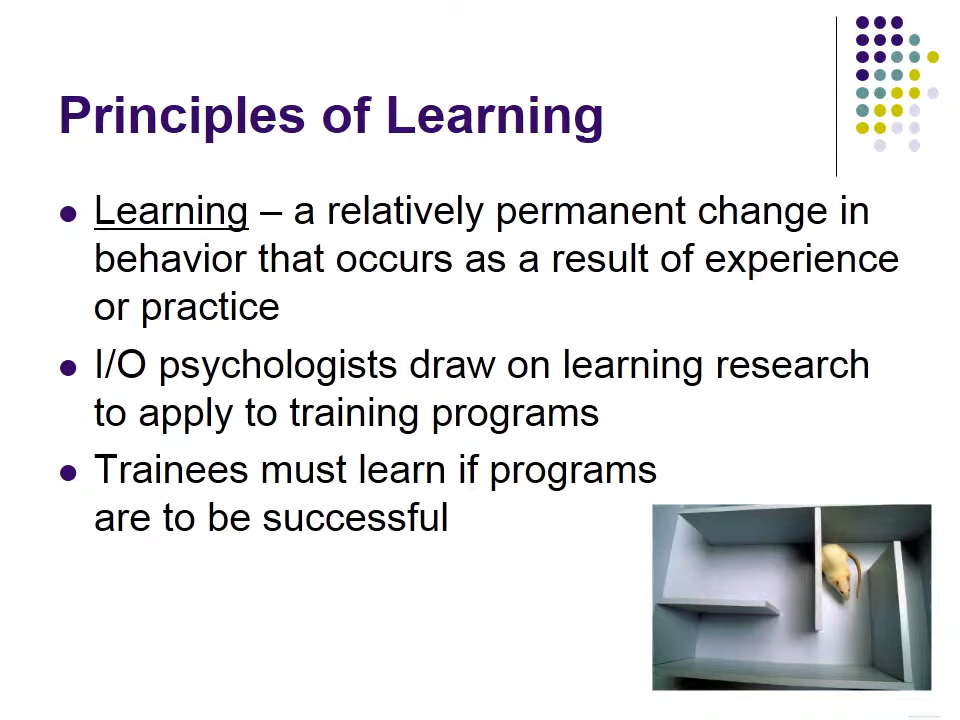 Principles of Learning
Learning – a relatively permanent change in
behavior that occurs as a result of experience
or practice
I/O psychologists draw on learning research
to apply to training programs
Trainees must learn if programs
are to be successful